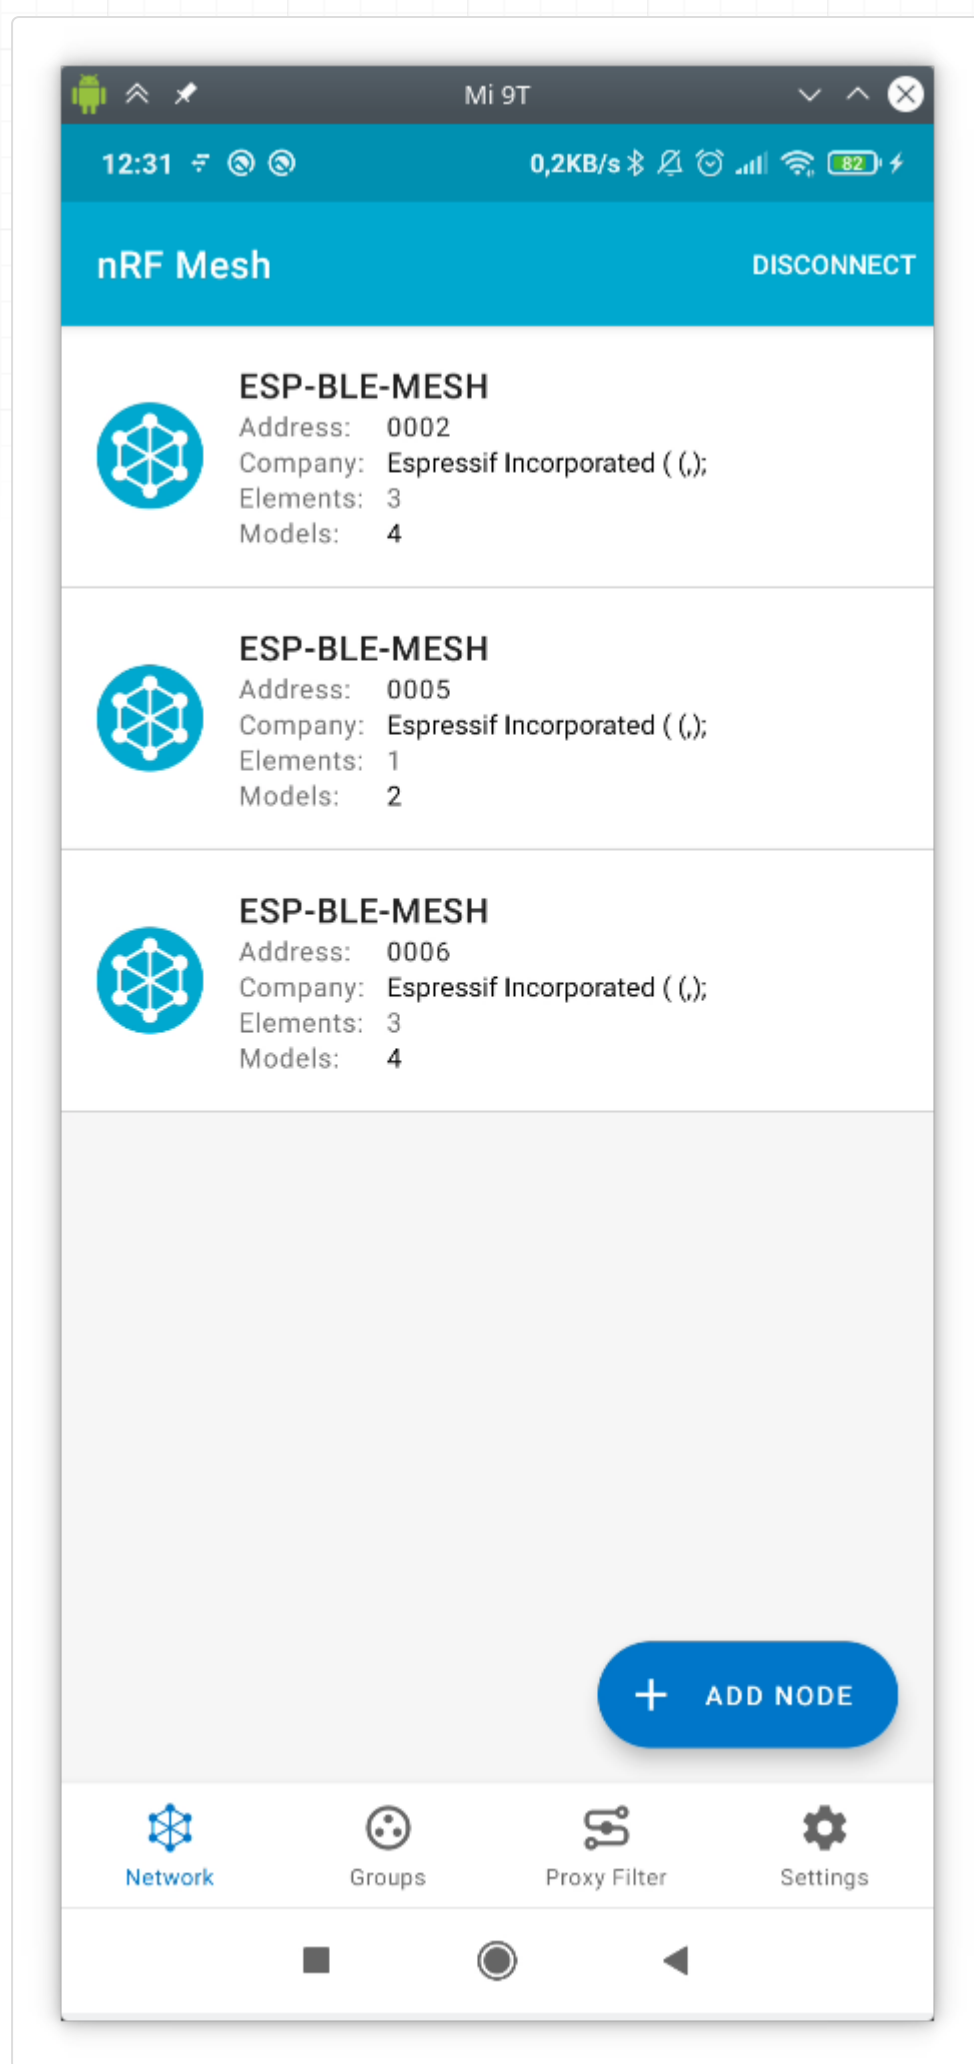 Mi 9T
12:31 0,2KB/s 82
nRF Mesh DISCONNECT
ESP-BLE-MESH
Address: 0002
Company: Espressif Incorporated ( (,);
Elements: 3
Models: 4
ESP-BLE-MESH
Address: 0005
Company: Espressif Incorporated ( (,);
Elements: 1
Models: 2
ESP-BLE-MESH
Address: 0006
Company: Espressif Incorporated ( (,);
Elements: 3
Models: 4
+ ADD NODE
Network Groups Proxy Filter Settings